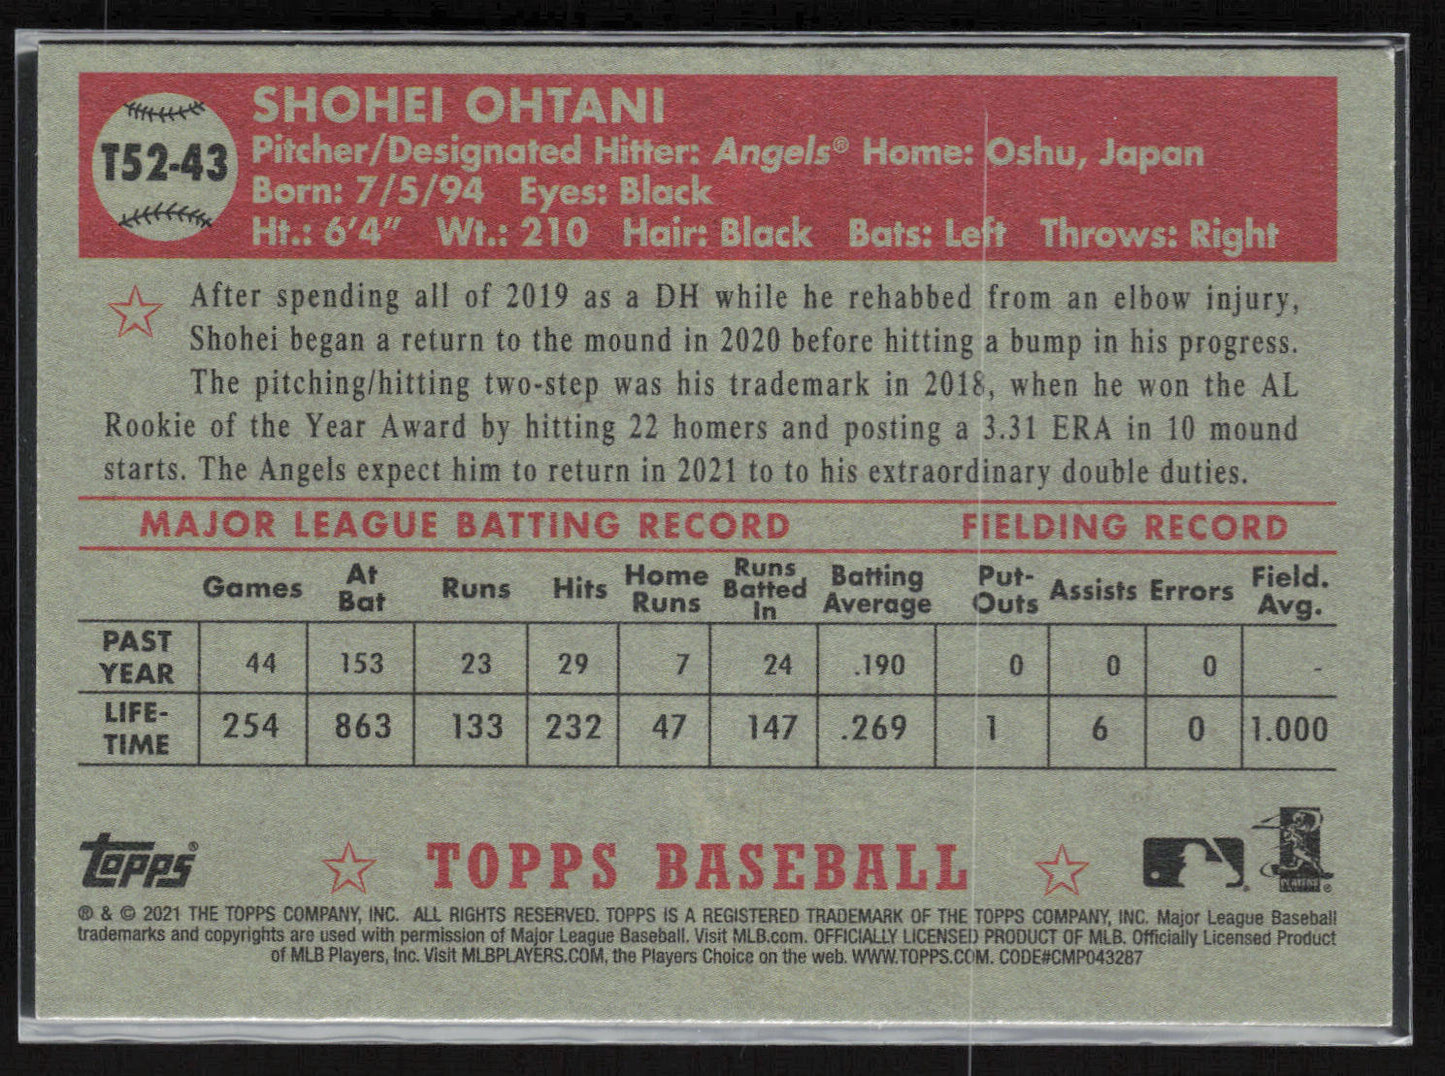 T52-43
SHOHEI OHTANI
Pitcher/Designated Hitter: Angels® Home: Oshu, Japan
Born: 7/5/94 Eyes: Black
Ht.: 6'4" Wt.: 210 Hair: Black Bats: Left Throws: Right
After spending all of 2019 as a DH while he rehabbed from an elbow injury,
Shohei began a return to the mound in 2020 before hitting a bump in his progress.
The pitching/hitting two-step was his trademark in 2018, when he won the AL
Rookie of the Year Award by hitting 22 homers and posting a 3.31 ERA in 10 mound
starts. The Angels expect him to return in 2021 to to his extraordinary double duties.
MAJOR LEAGUE BATTING RECORD FIELDING RECORD
Games At Bat Runs Hits Home Runs Runs Batted In Batting Average Put-Outs Assists Errors Field. Avg.
PAST YEAR 44 153 23 29 7 24 .190 0 0 0 -
LIFE-TIME 254 863 133 232 47 147 .269 1 6 0 1.000
Topps® TOPPS BASEBALL
PLAYERS
® & © 2021 THE TOPPS COMPANY, INC. ALL RIGHTS RESERVED. TOPPS IS A REGISTERED TRADEMARK OF THE TOPPS COMPANY, INC. Major League Baseball
trademarks and copyrights are used with permission of Major League Baseball. Visit MLB.com. OFFICIALLY LICENSED PRODUCT OF MLB. Officially Licensed Product
of MLB Players, Inc. Visit MLBPLAYERS.COM, the Players Choice on the web. WWW.TOPPS.COM. CODE#CMP043287